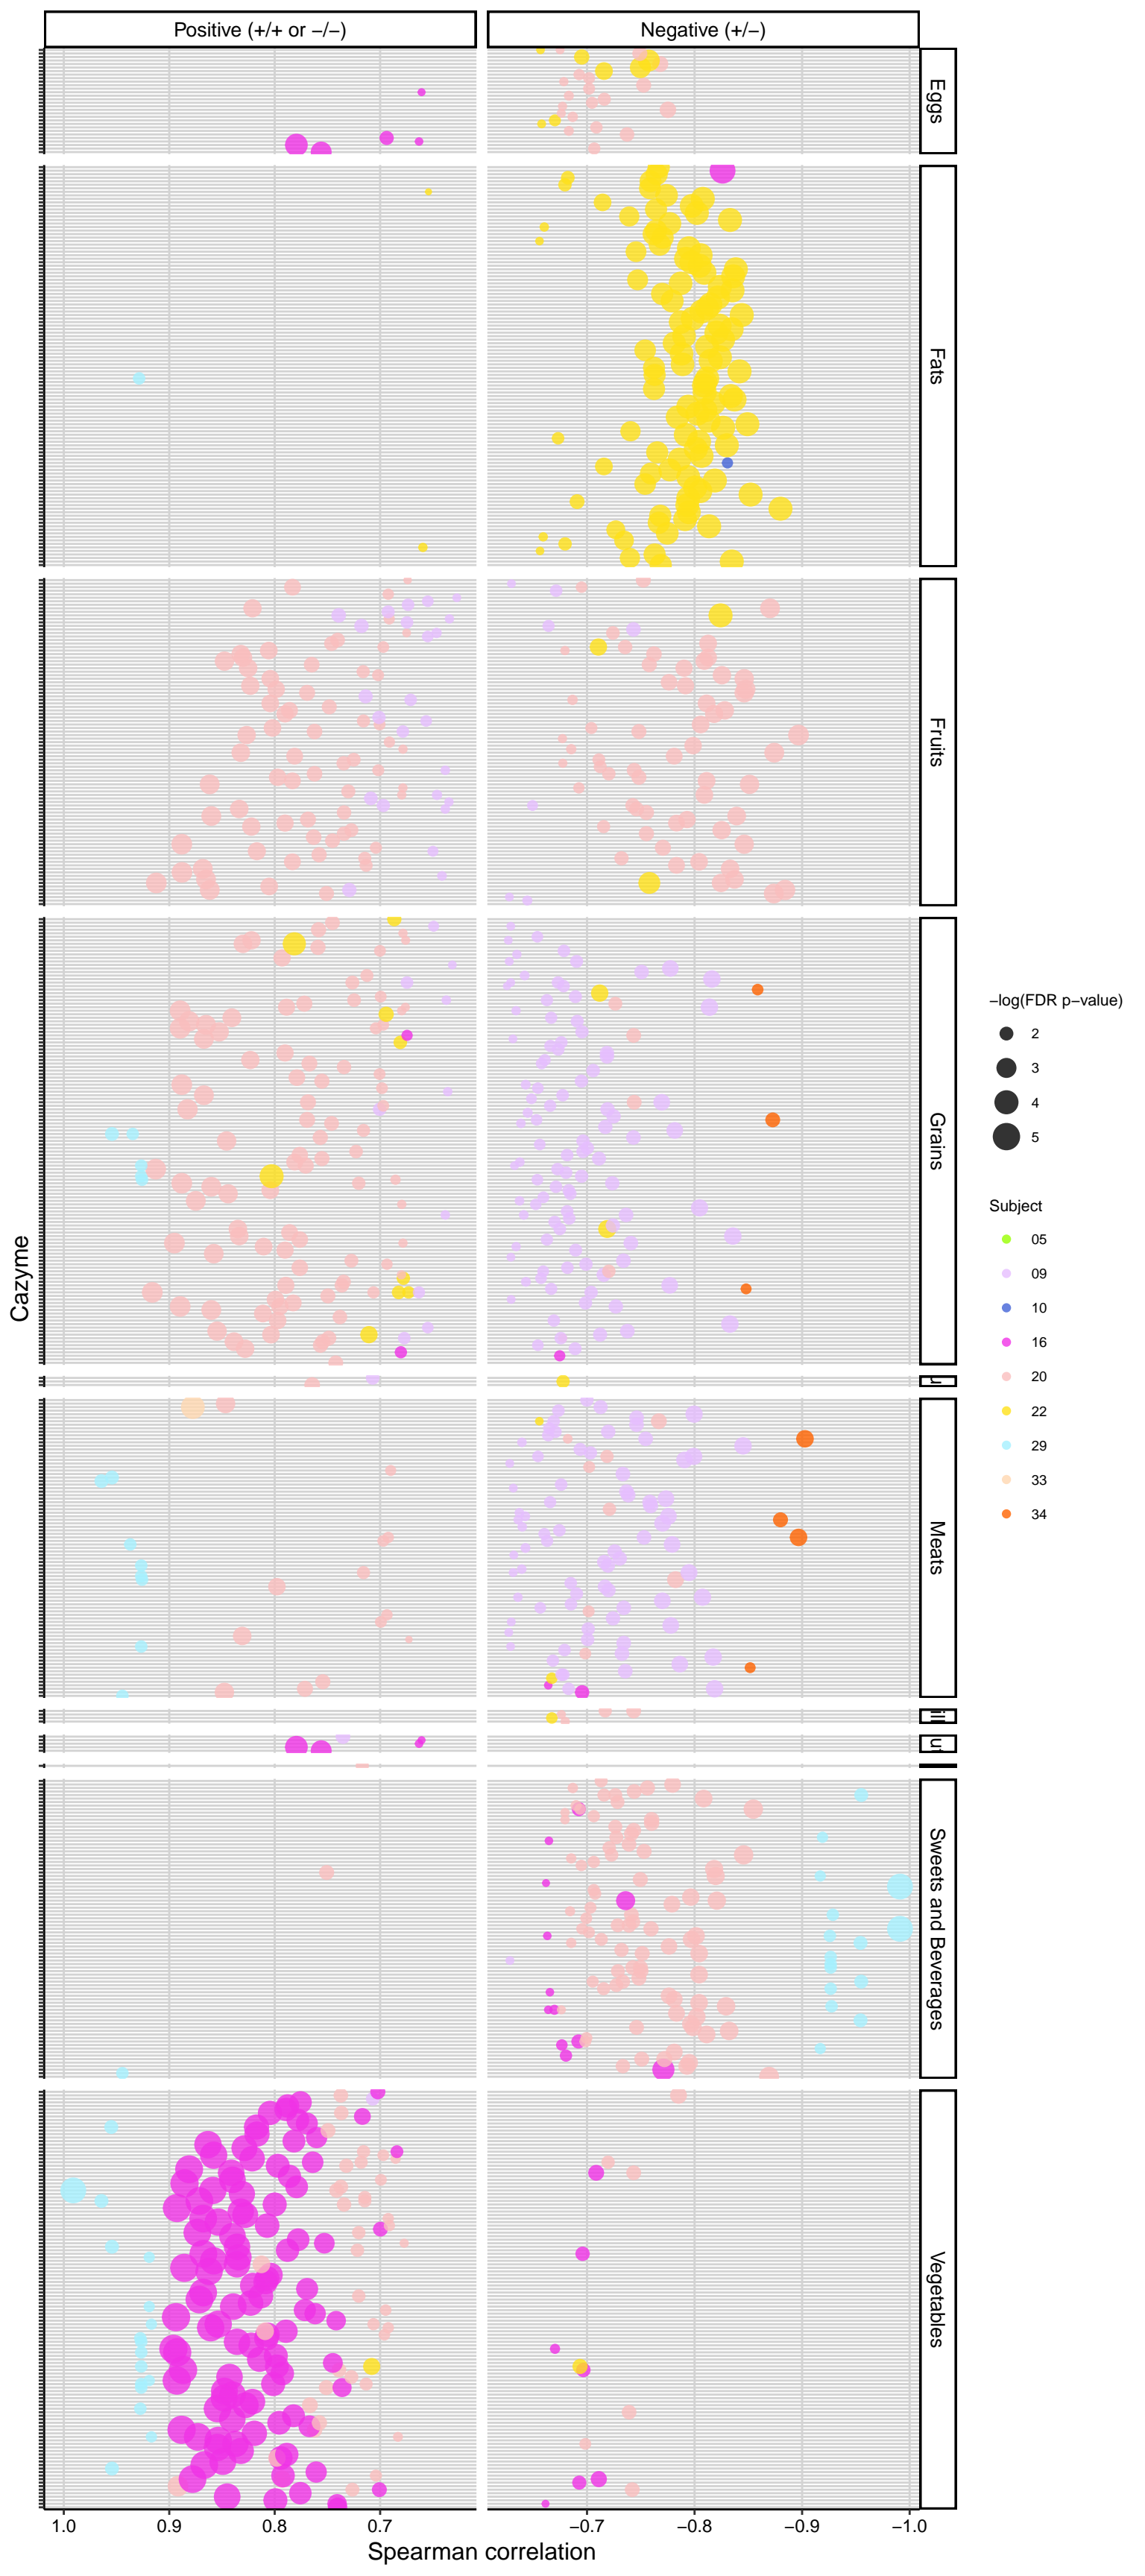 Positive (+/+ or −/−)
Negative (+/−)
Eggs
Fats
Fruits
Grains
Meats
Sweets and Beverages
Vegetables
Cazyme
1.0
0.9
0.8
0.7
−0.7
−0.8
−0.9
−1.0
Spearman correlation
−log(FDR p−value)
2
3
4
5
Subject
05
09
10
16
20
22
29
33
34